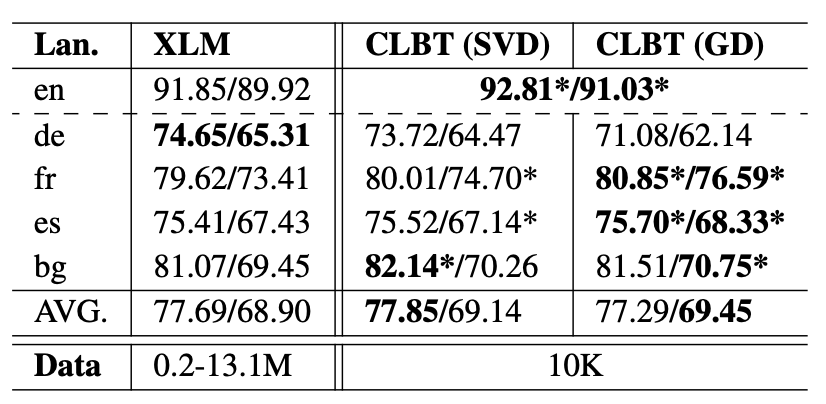 Lan. XLM CLBT (SVD) CLBT (GD)
en 91.85/89.92 92.81*/91.03*
de 74.65/65.31 73.72/64.47 71.08/62.14
fr 79.62/73.41 80.01/74.70* 80.85*/76.59*
es 75.41/67.43 75.52/67.14* 75.70*/68.33*
bg 81.07/69.45 82.14*/70.26 81.51/70.75*
AVG. 77.69/68.90 77.85/69.14 77.29/69.45
Data 0.2-13.1M 10K